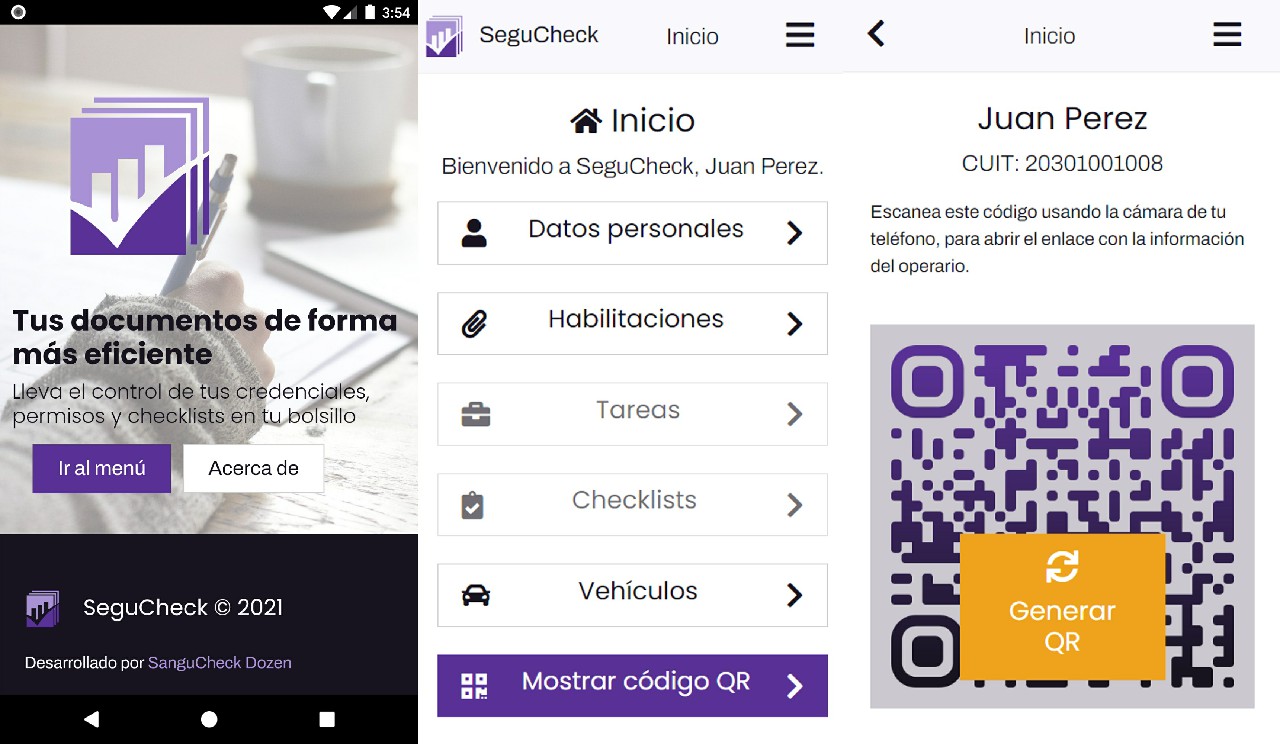 3:54
Tus documentos de forma
más eficiente
Lleva el control de tus credenciales,
permisos y checklists en tu bolsillo
Ir al menú
Acerca de
SeguCheck © 2021
Desarrollado por SanguCheck Dozen
SeguCheck
Inicio
Inicio
Bienvenido a SeguCheck, Juan Perez.
Datos personales
Habilitaciones
Tareas
Checklists
Vehículos
Mostrar código QR
Inicio
Juan Perez
CUIT: 20301001008
Escanea este código usando la cámara de tu
teléfono, para abrir el enlace con la información
del operario.
Generar
QR